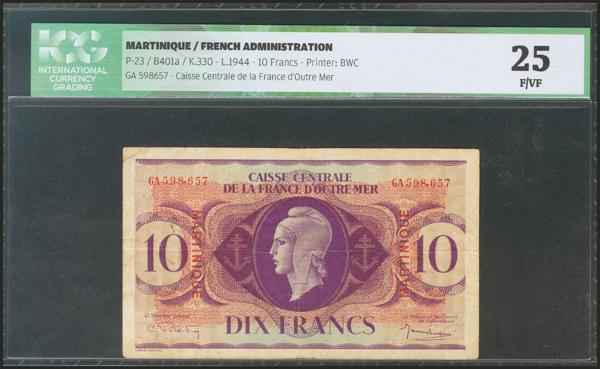 ICG
INTERNATIONAL
CURRENCY
GRADING
MARTINIQUE / FRENCH ADMINISTRATION
P-23 / B401a / K.330 - L.1944 - 10 Francs - Printer: BWC
GA 598657 - Caisse Centrale de la France d'Outre Mer
25
F/VF
CAISSE CENTRALE
DE LA FRANCE D'OUTRE-MER
GA 598.657
GA 598.657
10
MARTINIQUE
MARTINIQUE
10
DIX FRANCS